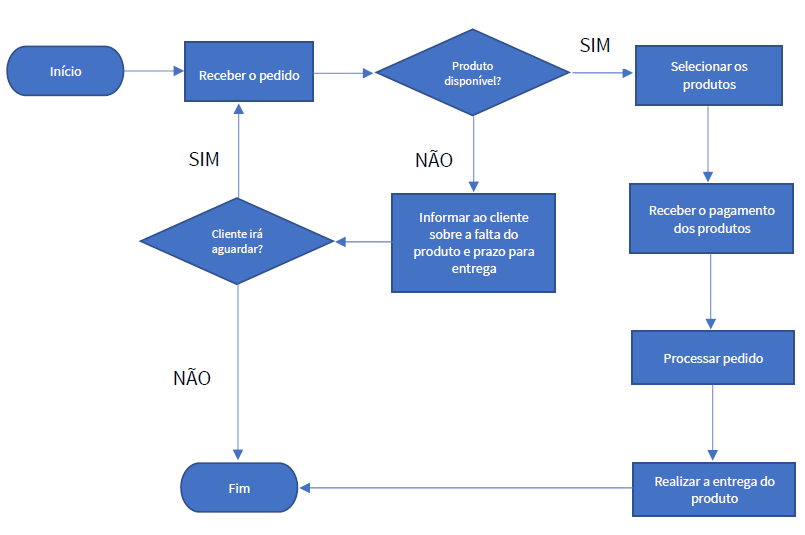 Início
Receber o pedido
Produto
disponível?
SIM
Selecionar os
produtos
NÃO
SIM
Receber o pagamento
dos produtos
Informar ao cliente
sobre a falta do
produto e prazo para
entrega
Cliente irá
aguardar?
Processar pedido
NÃO
Realizar a entrega do
produto
Fim